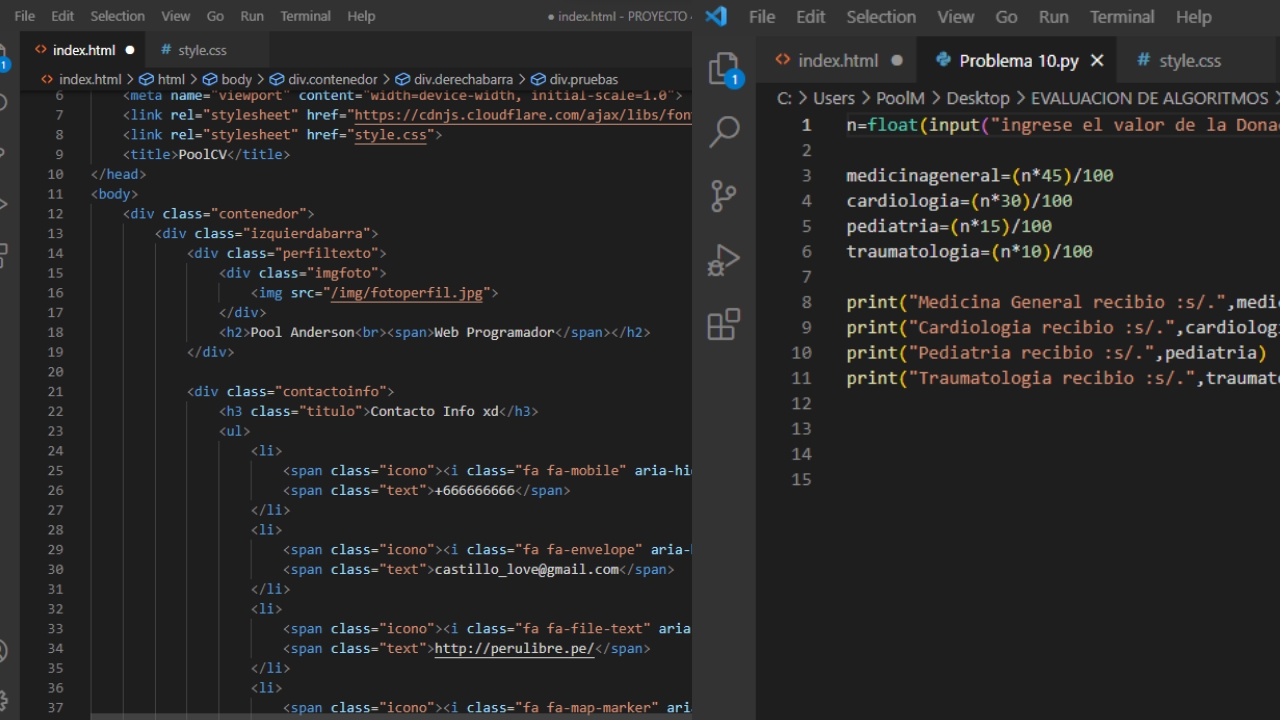 File Edit Selection View Go Run Terminal Help ● index.html - PROYECTO
index.html ● # style.css
index.html > html > body > div.contenedor > div.derechabarra > div.pruebas
6 <meta name="viewport" content="width=device-width, initial-scale=1.0">
7 <link rel="stylesheet" href="https://cdnjs.cloudflare.com/ajax/libs/fon
8 <link rel="stylesheet" href="style.css">
9 <title>PoolCV</title>
10 </head>
11 <body>
12 <div class="contenedor">
13 <div class="izquierdabarra">
14 <div class="perfiltexto">
15 <div class="imgfoto">
16 <img src="/img/fotoperfil.jpg">
17 </div>
18 <h2>Pool Anderson<br><span>Web Programador</span></h2>
19 </div>
20
21 <div class="contactoinfo">
22 <h3 class="titulo">Contacto Info xd</h3>
23 <ul>
24 <li>
25 <span class="icono"><i class="fa fa-mobile" aria-hi
26 <span class="text">+666666666</span>
27 </li>
28 <li>
29 <span class="icono"><i class="fa fa-envelope" aria-
30 <span class="text">castillo_love@gmail.com</span>
31 </li>
32 <li>
33 <span class="icono"><i class="fa fa-file-text" aria
34 <span class="text">http://perulibre.pe/</span>
35 </li>
36 <li>
37 <span class="icono"><i class="fa fa-map-marker" ari
1
File Edit Selection View Go Run Terminal Help
index.html ● Problema 10.py × # style.css
C: > Users > PoolM > Desktop > EVALUACION DE ALGORITMOS >
1 n=float(input("ingrese el valor de la Dona
2
3 medicinageneral=(n*45)/100
4 cardiologia=(n*30)/100
5 pediatria=(n*15)/100
6 traumatologia=(n*10)/100
7
8 print("Medicina General recibio :s/.",medi
9 print("Cardiologia recibio :s/.",cardiologi
10 print("Pediatria recibio :s/.",pediatria)
11 print("Traumatologia recibio :s/.",traumat
12
13
14
15
1